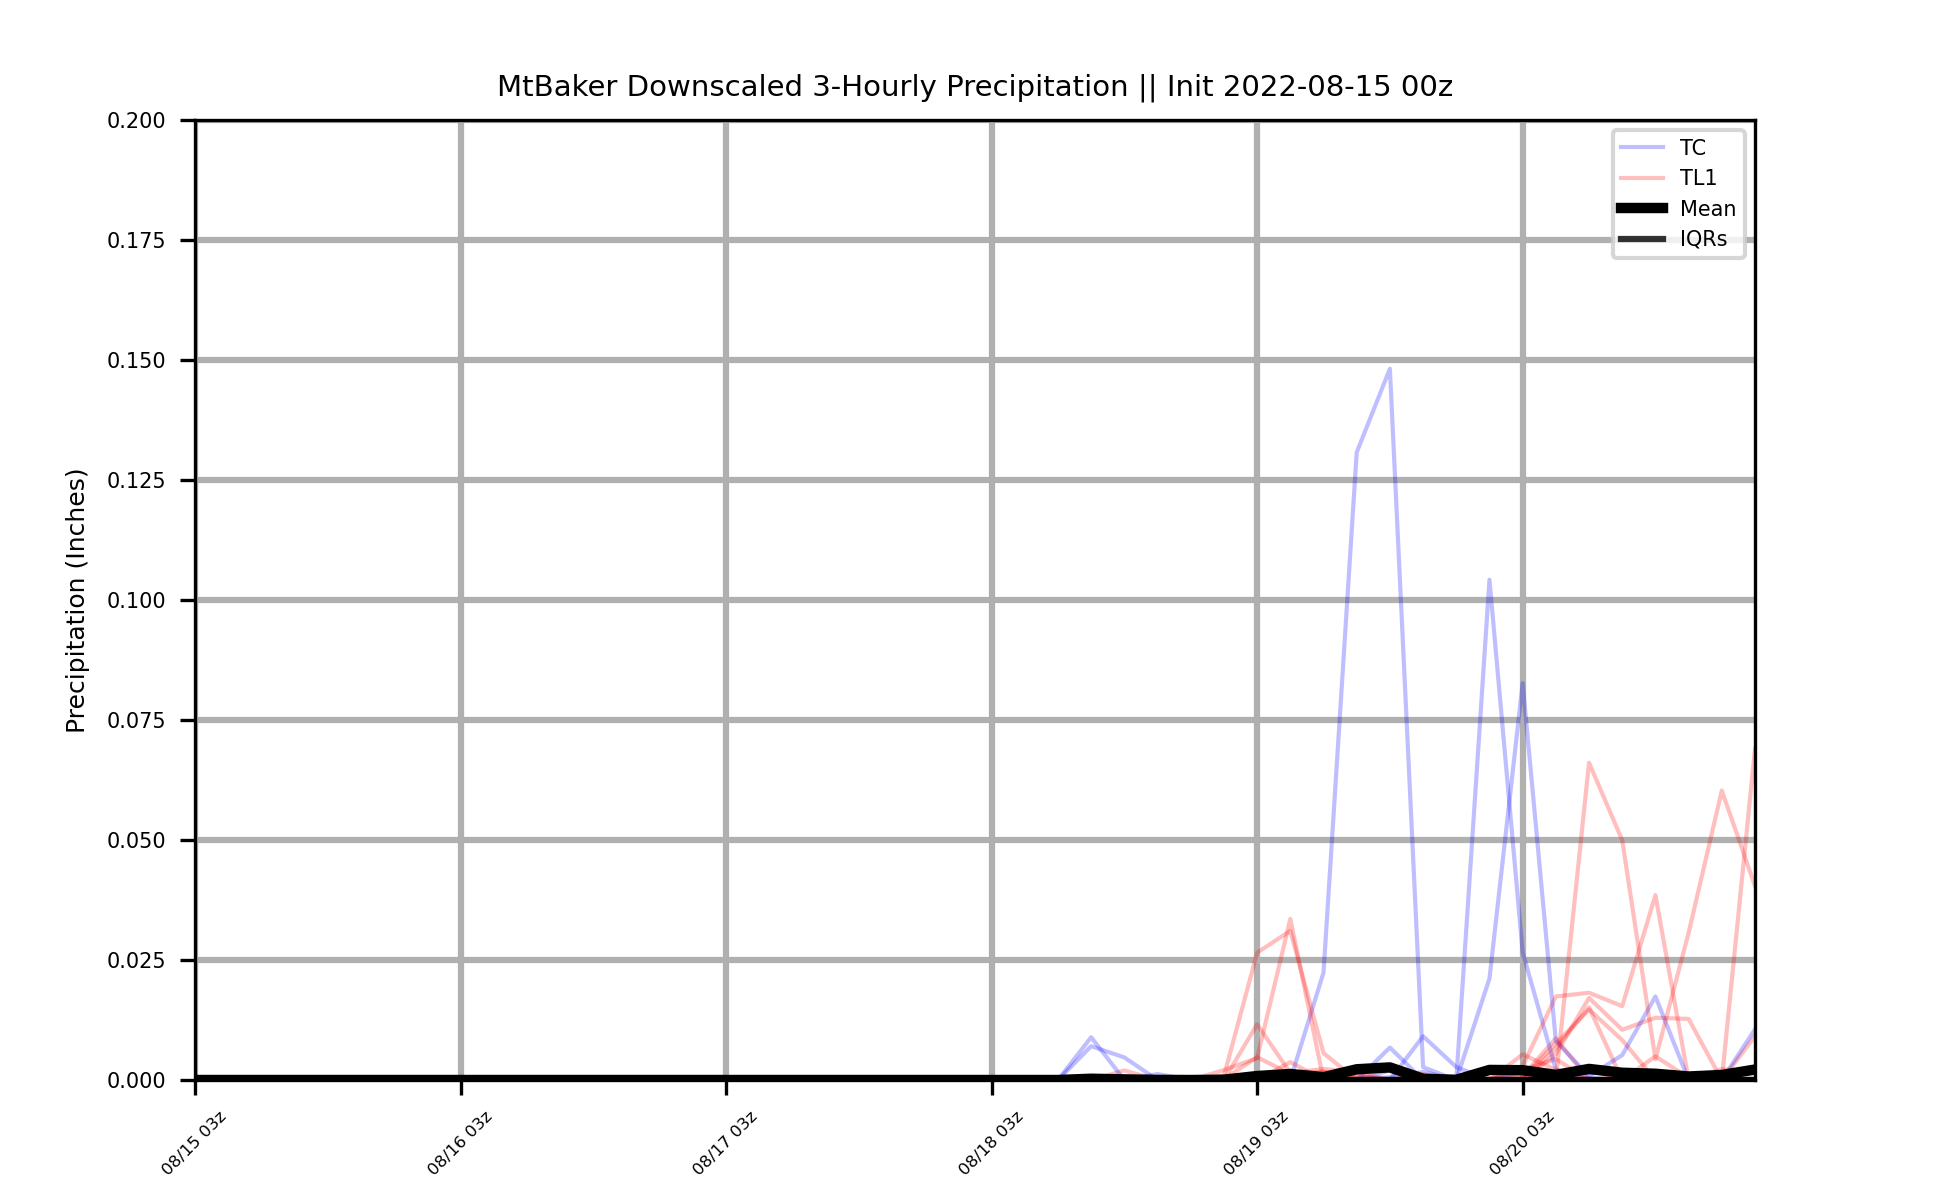 MtBaker Downscaled 3-Hourly Precipitation || Init 2022-08-15 00z
0.200
0.175
0.150
0.125
0.100
0.075
0.050
0.025
0.000
Precipitation (Inches)
TC
TL1
Mean
IQRs
08/15 03z
08/16 03z
08/17 03z
08/18 03z
08/19 03z
08/20 03z